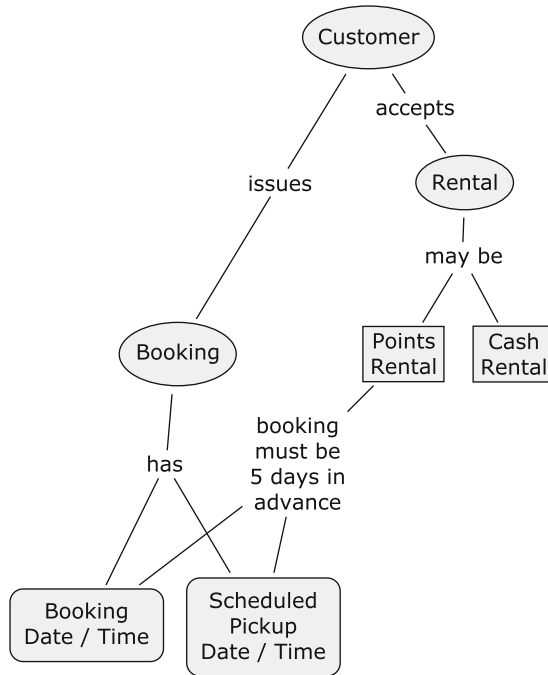 Customer
accepts
issues
Rental
may be
Booking
Points
Rental
Cash
Rental
booking
must be
5 days in
advance
has
Booking
Date / Time
Scheduled
Pickup
Date / Time